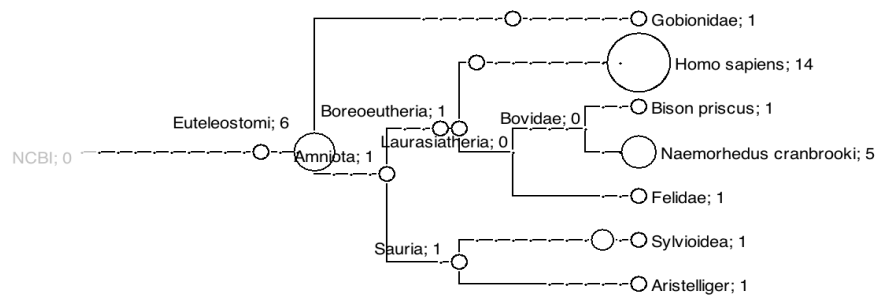 Gobionidae; 1
Homo sapiens; 14
Boreoeutheria; 1
Bison priscus; 1
Euteleostomi; 6
Bovidae; 0
Laurasiatheria; 0
NCBI; 0
Amniota; 1
Naemorhedus cranbrooki; 5
Felidae; 1
Sauria; 1
Sylvioidea; 1
Aristelliger; 1